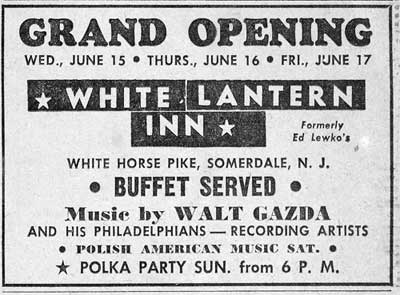 GRAND OPENING
WED., JUNE 15 • THURS., JUNE 16 • FRI., JUNE 17
★ WHITE LANTERN
INN ★
Formerly
Ed Lewko's
WHITE HORSE PIKE, SOMERDALE, N. J.
• BUFFET SERVED •
Music by WALT GAZDA
AND HIS PHILADELPHIANS — RECORDING ARTISTS
• POLISH AMERICAN MUSIC SAT. •
★ POLKA PARTY SUN. from 6 P. M.